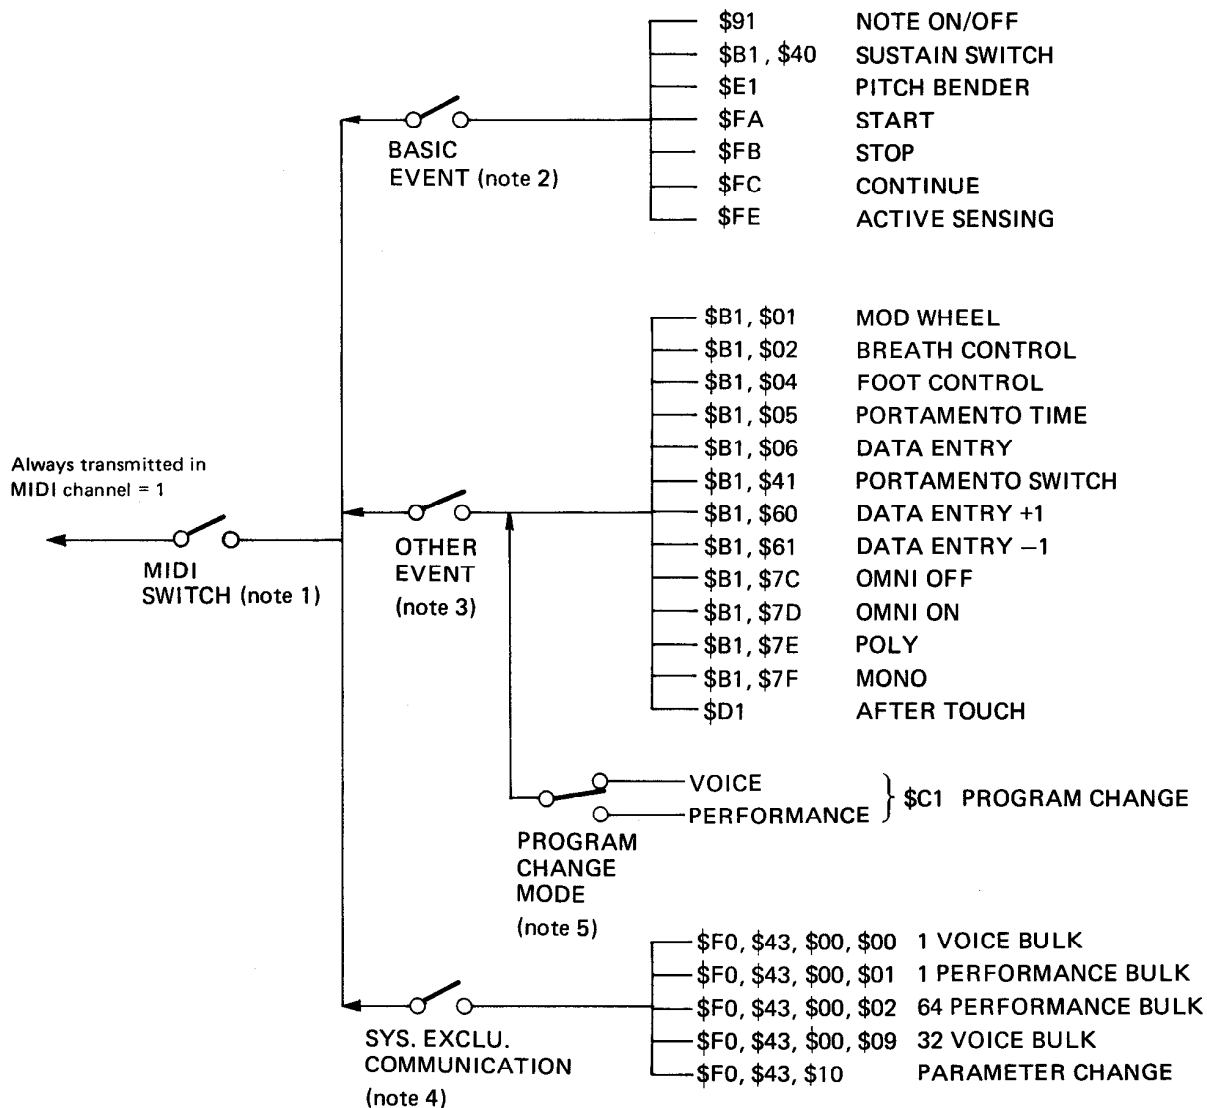 $91 NOTE ON/OFF
$B1, $40 SUSTAIN SWITCH
$E1 PITCH BENDER
$FA START
$FB STOP
$FC CONTINUE
$FE ACTIVE SENSING
BASIC
EVENT (note 2)
$B1, $01 MOD WHEEL
$B1, $02 BREATH CONTROL
$B1, $04 FOOT CONTROL
$B1, $05 PORTAMENTO TIME
$B1, $06 DATA ENTRY
$B1, $41 PORTAMENTO SWITCH
$B1, $60 DATA ENTRY +1
$B1, $61 DATA ENTRY −1
$B1, $7C OMNI OFF
$B1, $7D OMNI ON
$B1, $7E POLY
$B1, $7F MONO
$D1 AFTER TOUCH
Always transmitted in
MIDI channel = 1
MIDI
SWITCH (note 1)
OTHER
EVENT
(note 3)
VOICE
PERFORMANCE
} $C1 PROGRAM CHANGE
PROGRAM
CHANGE
MODE
(note 5)
$F0, $43, $00, $00 1 VOICE BULK
$F0, $43, $00, $01 1 PERFORMANCE BULK
$F0, $43, $00, $02 64 PERFORMANCE BULK
$F0, $43, $00, $09 32 VOICE BULK
$F0, $43, $10 PARAMETER CHANGE
SYS. EXCLU.
COMMUNICATION
(note 4)